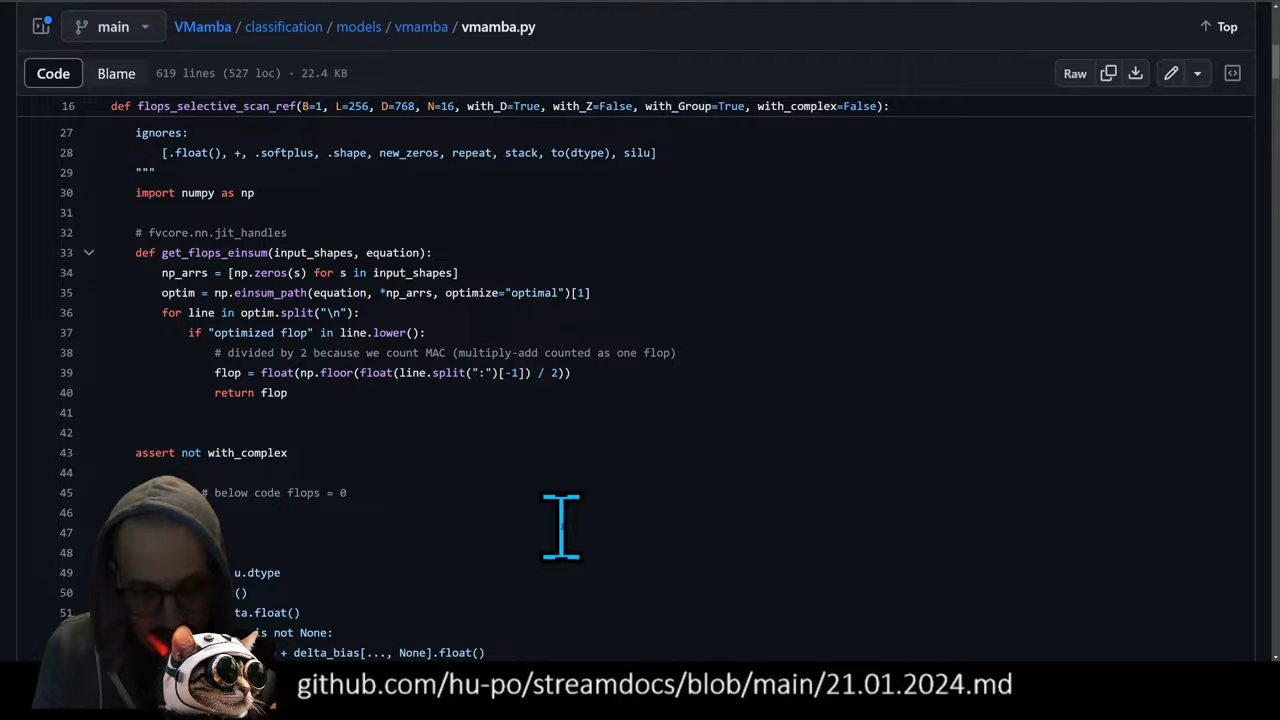 main
VMamba / classification / models / vmamba / vmamba.py
Top
Code
Blame
619 lines (527 loc) · 22.4 KB
Raw
16 def flops_selective_scan_ref(B=1, L=256, D=768, N=16, with_D=True, with_Z=False, with_Group=True, with_complex=False):
27 ignores:
28 [.float(), +, .softplus, .shape, new_zeros, repeat, stack, to(dtype), silu]
29 """
30 import numpy as np
31
32 # fvcore.nn.jit_handles
33 def get_flops_einsum(input_shapes, equation):
34 np_arrs = [np.zeros(s) for s in input_shapes]
35 optim = np.einsum_path(equation, *np_arrs, optimize="optimal")[1]
36 for line in optim.split("\n"):
37 if "optimized flop" in line.lower():
38 # divided by 2 because we count MAC (multiply-add counted as one flop)
39 flop = float(np.floor(float(line.split(":")[-1]) / 2))
40 return flop
41
42
43 assert not with_complex
44
45 # below code flops = 0
46
47
48
49 u.dtype
50 ()
51 ta.float()
is not None:
+ delta_bias[..., None].float()
github.com/hu-po/streamdocs/blob/main/21.01.2024.md